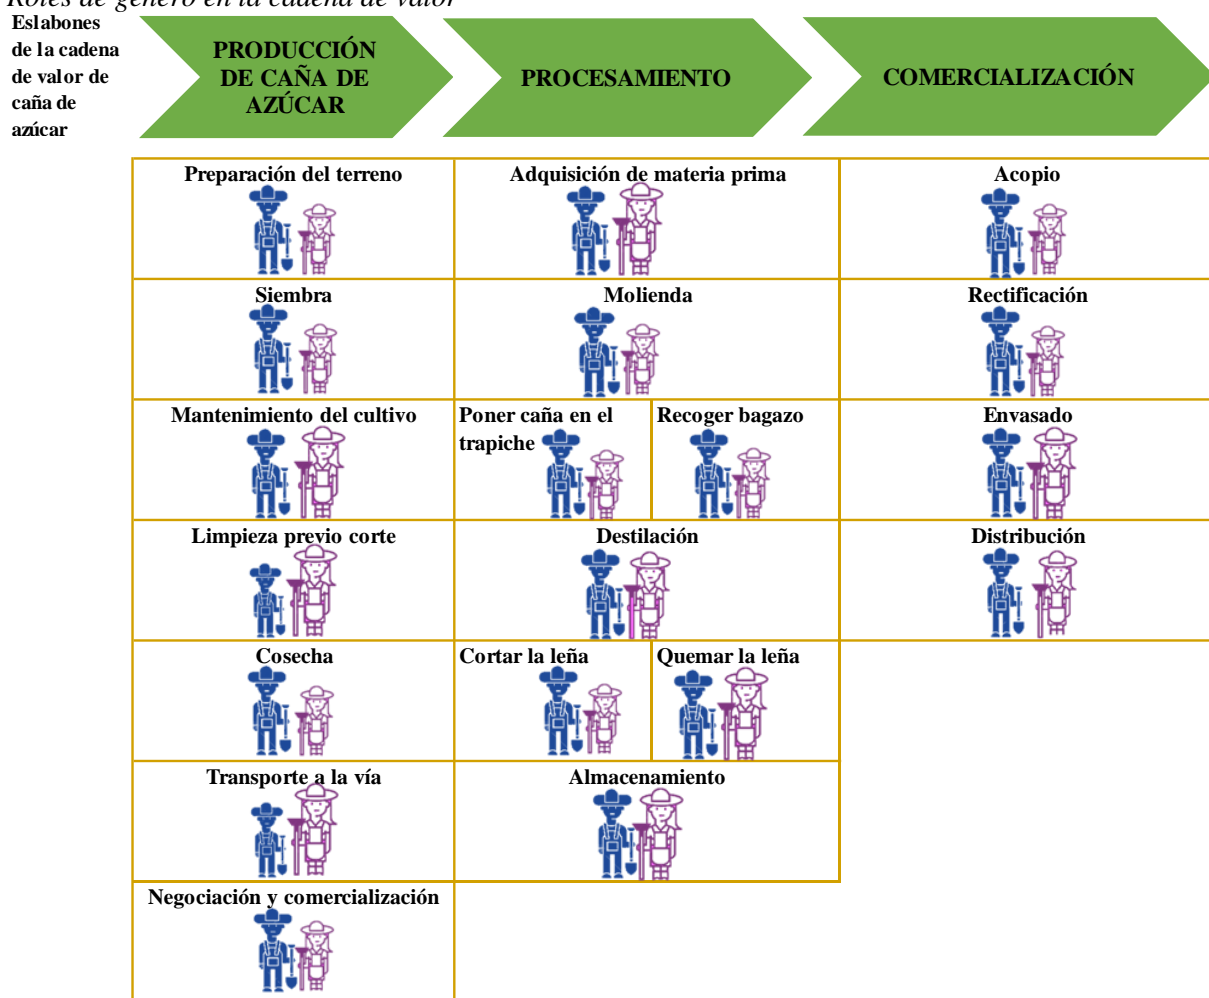 Roles de género en la cadena de valor
Eslabones
de la cadena
de valor de
caña de
azúcar
PRODUCCIÓN
DE CAÑA DE
AZÚCAR
PROCESAMIENTO
COMERCIALIZACIÓN
Preparación del terreno
Adquisición de materia prima
Acopio
Siembra
Molienda
Rectificación
Mantenimiento del cultivo
Poner caña en el
trapiche
Recoger bagazo
Envasado
Limpieza previo corte
Destilación
Distribución
Cosecha
Cortar la leña
Quemar la leña
Transporte a la vía
Almacenamiento
Negociación y comercialización